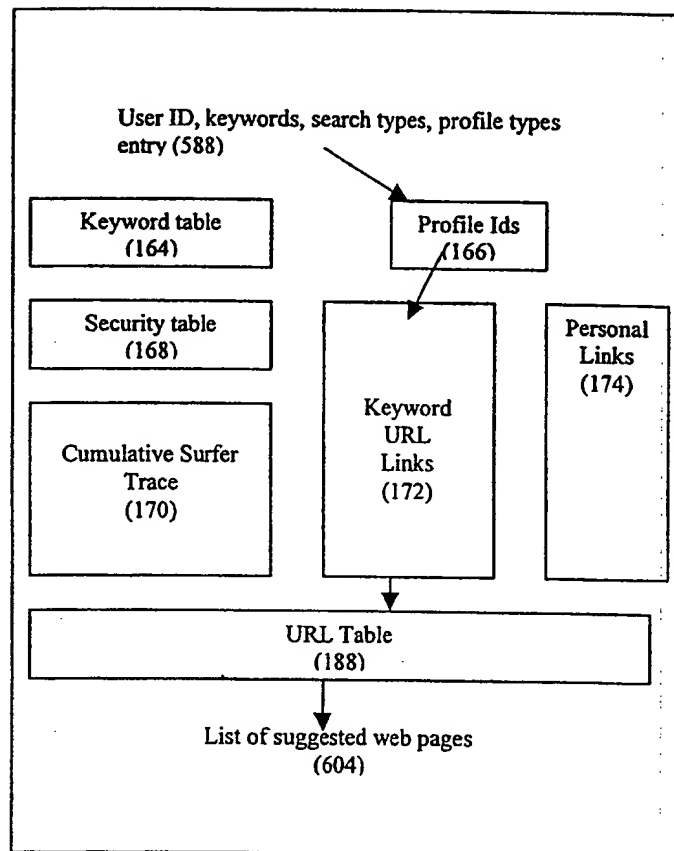 User ID, keywords, search types, profile types
entry (588)
Keyword table
(164)
Profile Ids
(166)
Security table
(168)
Personal
Links
(174)
Keyword
URL
Links
(172)
Cumulative Surfer
Trace
(170)
URL Table
(188)
List of suggested web pages
(604)